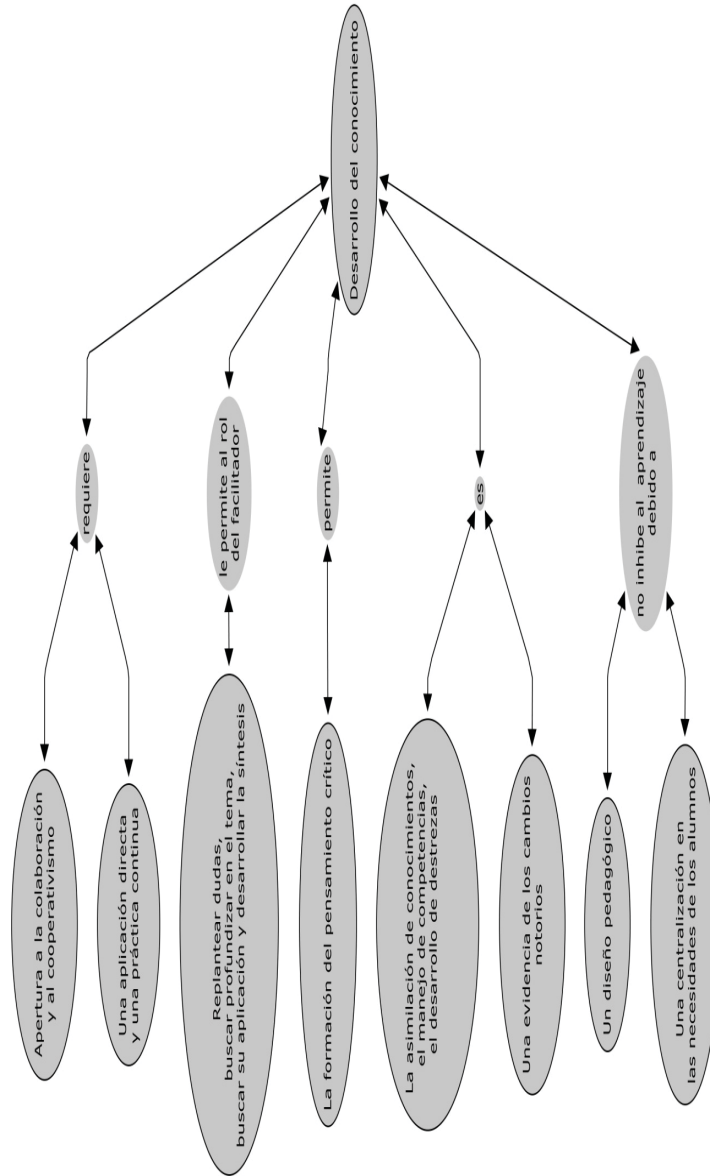 Desarrollo del conocimiento
requiere
Apertura a la colaboración
y al cooperativismo
Una aplicación directa
y una práctica continua
le permite al rol
del facilitador
Replantear dudas,
buscar profundizar en el tema,
buscar su aplicación y desarrollar la síntesis
permite
La formación del pensamiento crítico
es
La asimilación de conocimientos,
el manejo de competencias,
el desarrollo de destrezas
Una evidencia de los cambios
notorios
no inhibe al aprendizaje
debido a
Un diseño pedagógico
Una centralización en
las necesidades de los alumnos